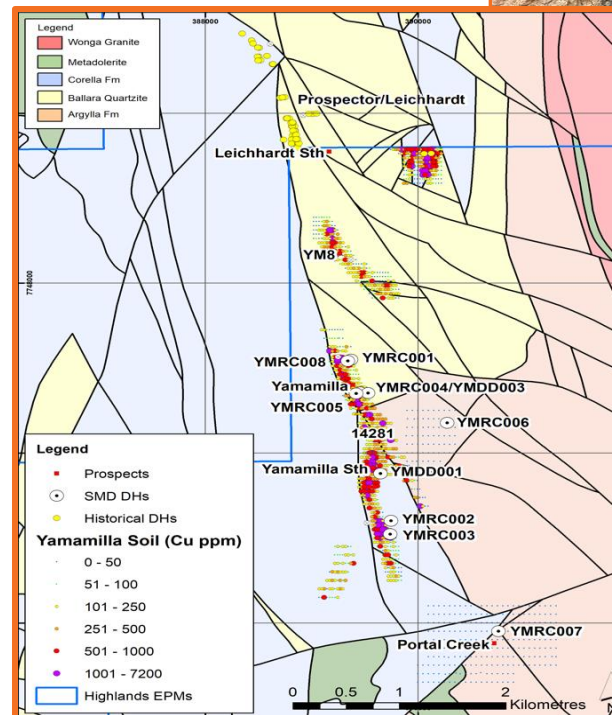 388000
390000
7748000
Legend
Wonga Granite
Metadolerite
Corella Fm
Ballara Quartzite
Argylla Fm
Prospector/Leichhardt
Leichhardt Sth
YM8
YMRC008
YMRC001
Yamamilla
YMRC004/YMDD003
YMRC005
YMRC006
14281
Yamamilla Sth
YMDD001
YMRC002
YMRC003
YMRC007
Portal Creek
Legend
Prospects
SMD DHs
Historical DHs
Yamamilla Soil (Cu ppm)
0 - 50
51 - 100
101 - 250
251 - 500
501 - 1000
1001 - 7200
Highlands EPMs
0 0.5 1 2
Kilometres